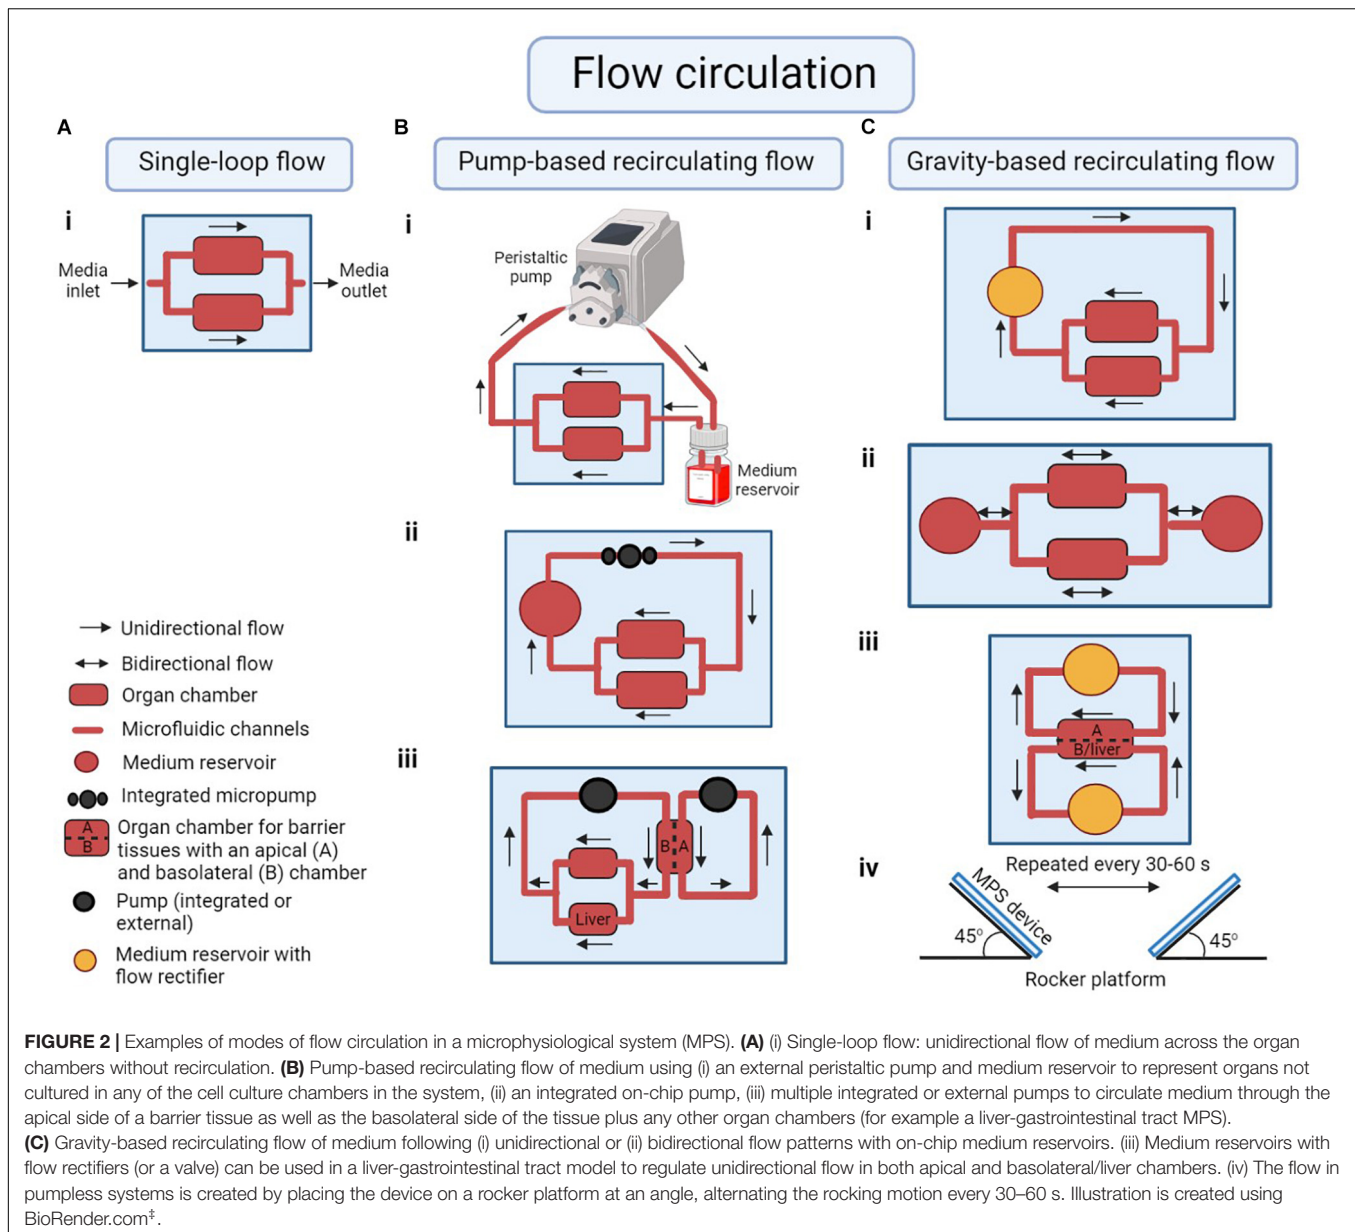 Flow circulation
A
Single-loop flow
i
Media
inlet
Media
outlet
B
Pump-based recirculating flow
i
Peristaltic
pump
Medium
reservoir
ii
iii
B
A
Liver
C
Gravity-based recirculating flow
i
ii
iii
A
B/liver
iv
Repeated every 30-60 s
MPS device
45°
45°
Rocker platform
Unidirectional flow
Bidirectional flow
Organ chamber
Microfluidic channels
Medium reservoir
Integrated micropump
A
B
Organ chamber for barrier
tissues with an apical (A)
and basolateral (B) chamber
Pump (integrated or
external)
Medium reservoir with
flow rectifier
FIGURE 2 | Examples of modes of flow circulation in a microphysiological system (MPS). (A) (i) Single-loop flow: unidirectional flow of medium across the organ
chambers without recirculation. (B) Pump-based recirculating flow of medium using (i) an external peristaltic pump and medium reservoir to represent organs not
cultured in any of the cell culture chambers in the system, (ii) an integrated on-chip pump, (iii) multiple integrated or external pumps to circulate medium through the
apical side of a barrier tissue as well as the basolateral side of the tissue plus any other organ chambers (for example a liver-gastrointestinal tract MPS).
(C) Gravity-based recirculating flow of medium following (i) unidirectional or (ii) bidirectional flow patterns with on-chip medium reservoirs. (iii) Medium reservoirs with
flow rectifiers (or a valve) can be used in a liver-gastrointestinal tract model to regulate unidirectional flow in both apical and basolateral/liver chambers. (iv) The flow in
pumpless systems is created by placing the device on a rocker platform at an angle, alternating the rocking motion every 30–60 s. Illustration is created using
BioRender.com‡.